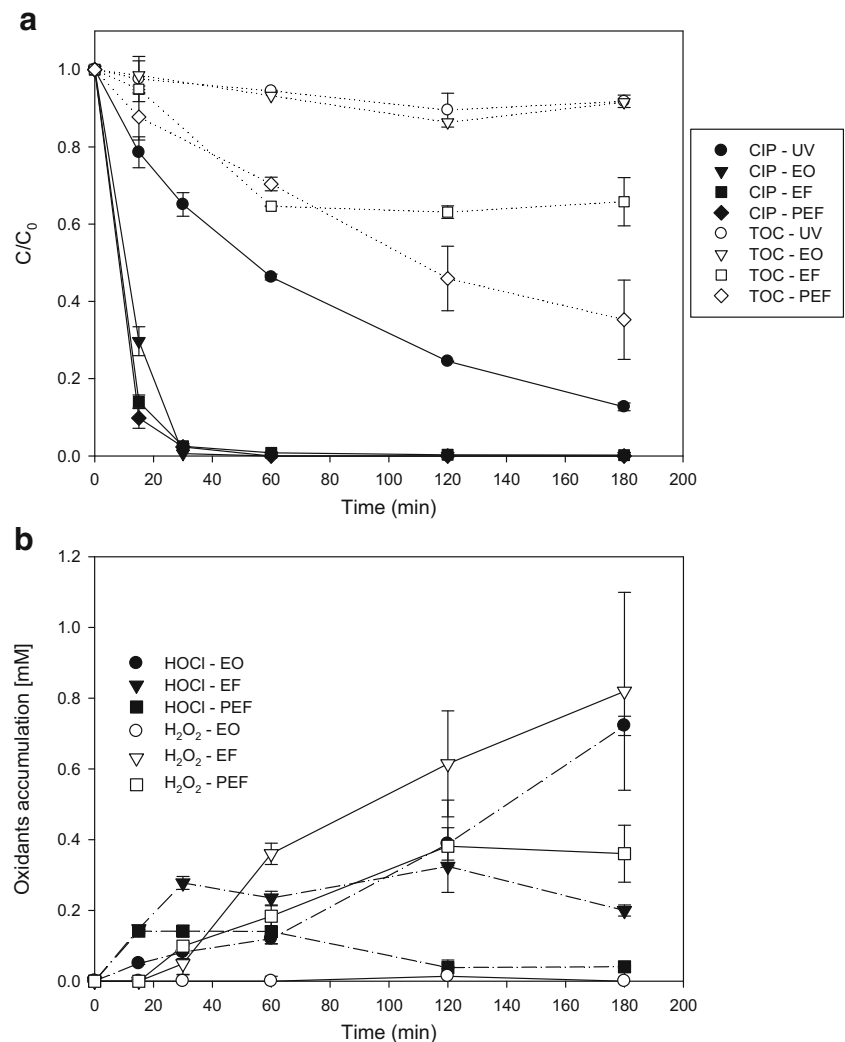 a
1.0
0.8
0.6
0.4
0.2
0.0
C/C₀
0 20 40 60 80 100 120 140 160 180 200
Time (min)
CIP - UV
CIP - EO
CIP - EF
CIP - PEF
TOC - UV
TOC - EO
TOC - EF
TOC - PEF
b
1.2
1.0
0.8
0.6
0.4
0.2
0.0
Oxidants accumulation [mM]
HOCl - EO
HOCl - EF
HOCl - PEF
H₂O₂ - EO
H₂O₂ - EF
H₂O₂ - PEF
0 20 40 60 80 100 120 140 160 180 200
Time (min)